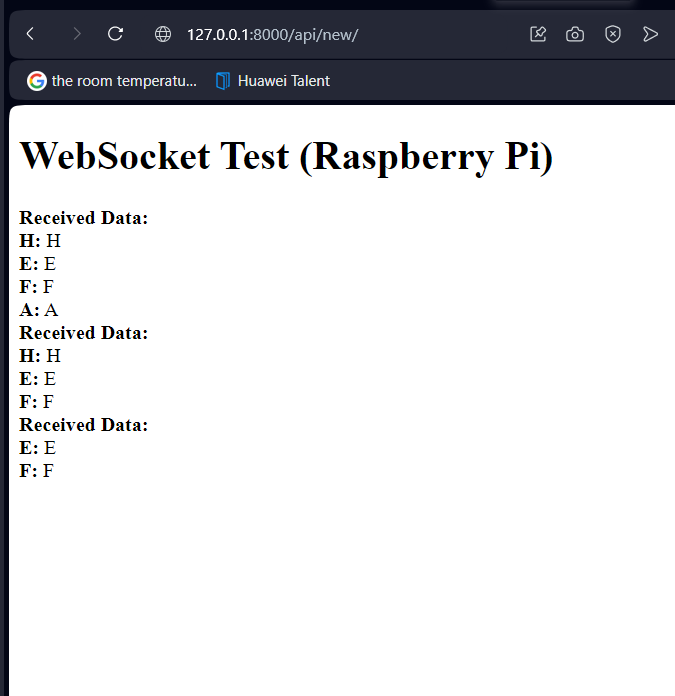 127.0.0.1:8000/api/new/
the room temperatu... Huawei Talent
WebSocket Test (Raspberry Pi)
Received Data:
H: H
E: E
F: F
A: A
Received Data:
H: H
E: E
F: F
Received Data:
E: E
F: F